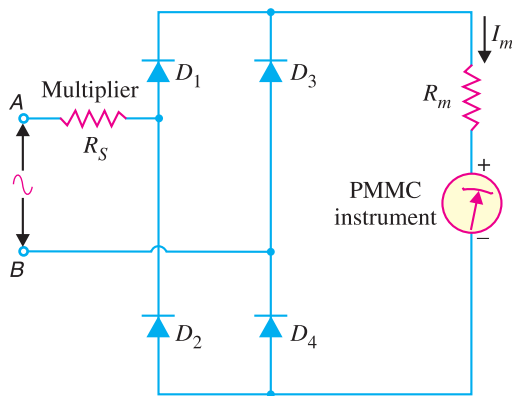 I_m
D_1
D_3
Multiplier
A
R_S
R_m
+
PMMC
instrument
−
B
D_2
D_4